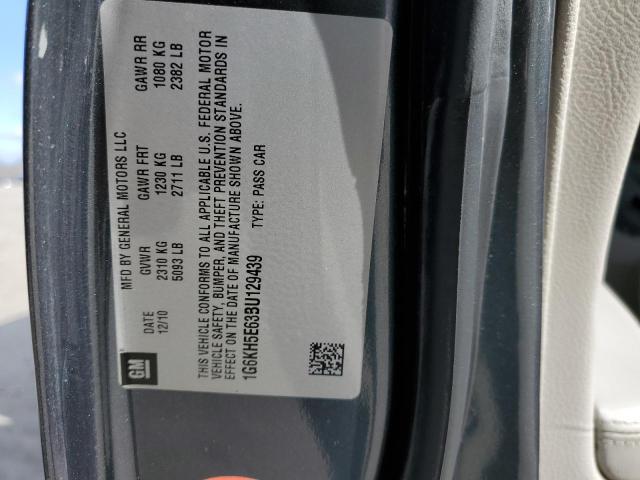 GM
MFD BY GENERAL MOTORS LLC
DATE GVWR GAWR FRT GAWR RR
12/10 2310 KG 1230 KG 1080 KG
5093 LB 2711 LB 2382 LB
THIS VEHICLE CONFORMS TO ALL APPLICABLE U.S. FEDERAL MOTOR
VEHICLE SAFETY, BUMPER, AND THEFT PREVENTION STANDARDS IN
EFFECT ON THE DATE OF MANUFACTURE SHOWN ABOVE.
1G6KH5E63BU129439 TYPE: PASS CAR